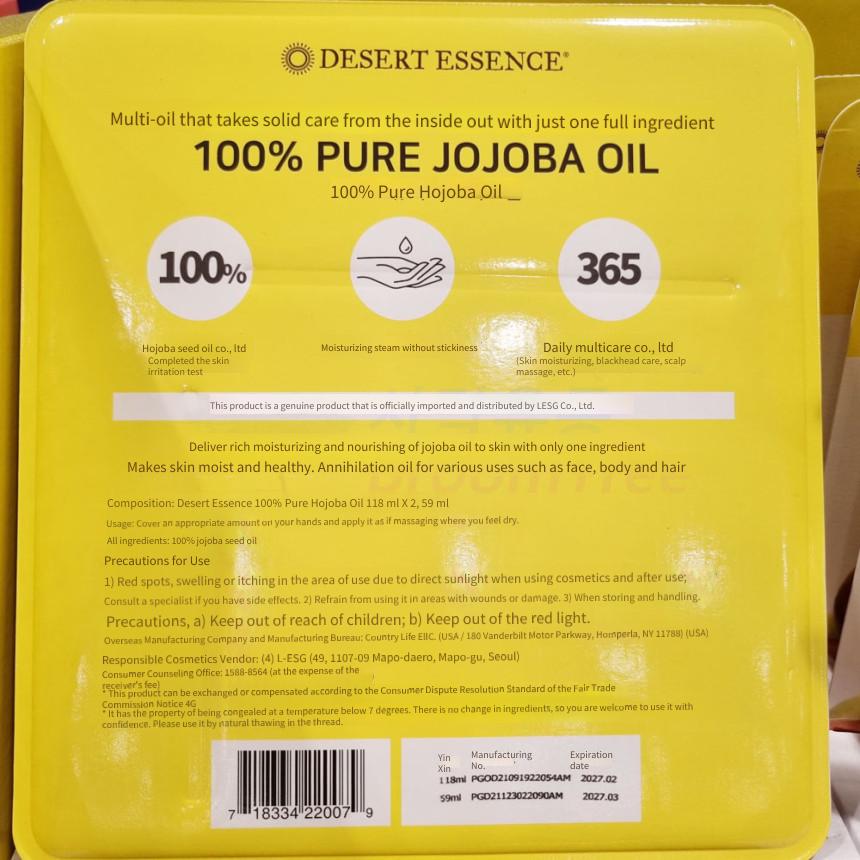 DESERT ESSENCE®
Multi-oil that takes solid care from the inside out with just one full ingredient
100% PURE JOJOBA OIL
100% Pure Hojoba Oil
100%
365
Hojoba seed oil co., ltd
Completed the skin
irritation test
Moisturizing steam without stickiness
Daily multicare co., ltd
(Skin moisturizing, blackhead care, scalp
massage, etc.)
This product is a genuine product that is officially imported and distributed by LESG Co., Ltd.
Deliver rich moisturizing and nourishing of jojoba oil to skin with only one ingredient
Makes skin moist and healthy. Annihilation oil for various uses such as face, body and hair
Composition: Desert Essence 100% Pure Hojoba Oil 118 ml X 2, 59 ml
Usage: Cover an appropriate amount on your hands and apply it as if massaging where you feel dry.
All ingredients: 100% jojoba seed oil
Precautions for Use
1) Red spots, swelling or itching in the area of use due to direct sunlight when using cosmetics and after use;
Consult a specialist if you have side effects. 2) Refrain from using it in areas with wounds or damage. 3) When storing and handling.
Precautions, a) Keep out of reach of children; b) Keep out of the red light.
Overseas Manufacturing Company and Manufacturing Bureau: Country Life EIIC. (USA / 180 Vanderbilt Motor Parkway, Homperla, NY 11788) (USA)
Responsible Cosmetics Vendor: (4) L-ESG (49, 1107-09 Mapo-daero, Mapo-gu, Seoul)
Consumer Counseling Office: 1588-8564 (at the expense of the
receiver's fee)
* This product can be exchanged or compensated according to the Consumer Dispute Resolution Standard of the Fair Trade
Commission Notice 4G
* It has the property of being congealed at a temperature below 7 degrees. There is no change in ingredients, so you are welcome to use it with
confidence. Please use it by natural thawing in the thread.
Yin Xin Manufacturing No. Expiration date
118ml PGOD21091922054AM 2027.02
59ml PGD21123022090AM 2027.03
7 18334 22007 9